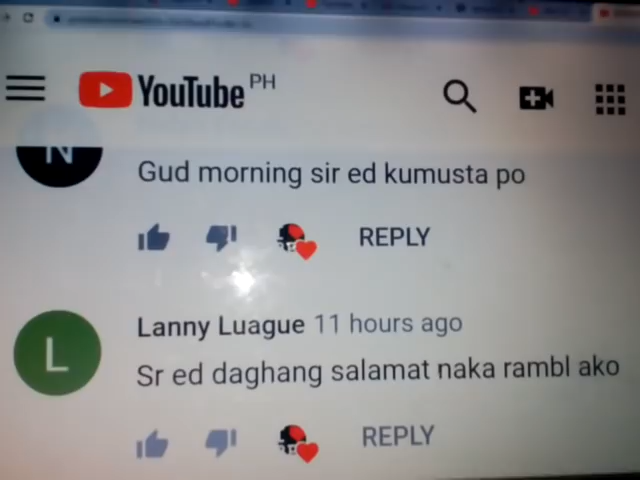 YouTube PH
N
Gud morning sir ed kumusta po
REPLY
L
Lanny Luague 11 hours ago
Sr ed daghang salamat naka rambl ako
REPLY